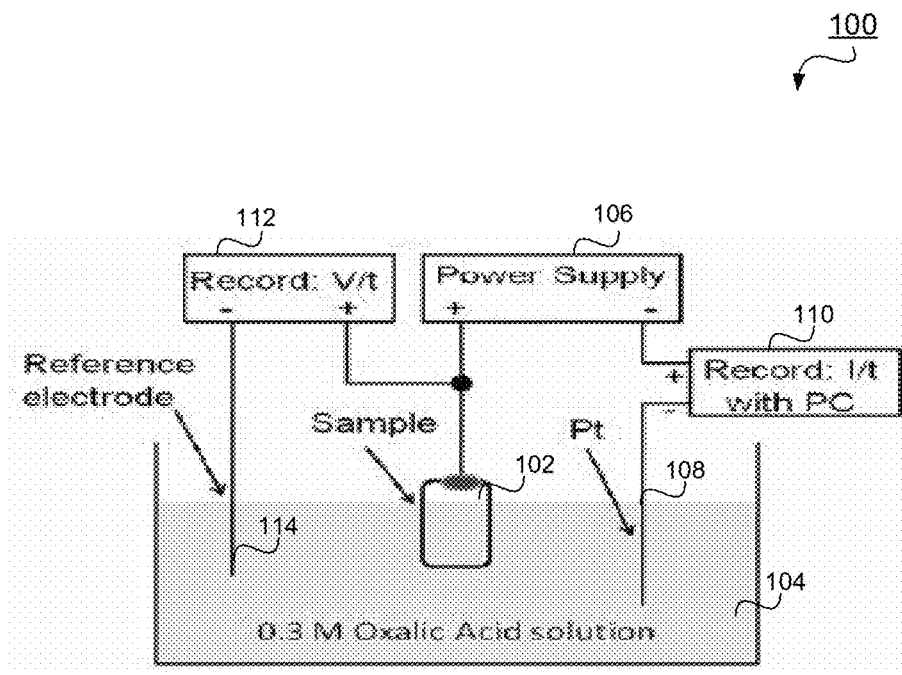 100
112
106
Record: V/t
- +
Power Supply
+ -
110
Reference
electrode
+
Record: I/t
with PC
-
Sample
Pt
102
108
114
104
0.3 M Oxalic Acid solution